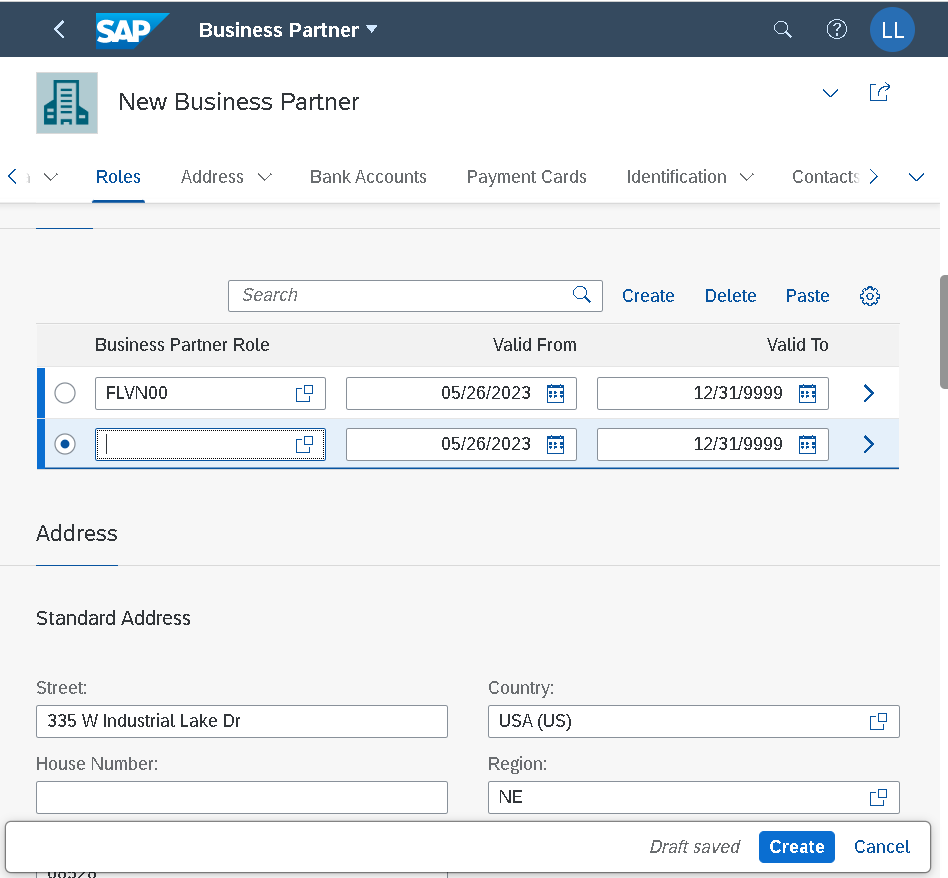 SAP Business Partner LL
New Business Partner
Roles Address Bank Accounts Payment Cards Identification Contacts
Search Create Delete Paste
Business Partner Role Valid From Valid To
FLVN00 05/26/2023 12/31/9999
05/26/2023 12/31/9999
Address
Standard Address
Street: Country:
335 W Industrial Lake Dr USA (US)
House Number: Region:
NE
Draft saved Create Cancel